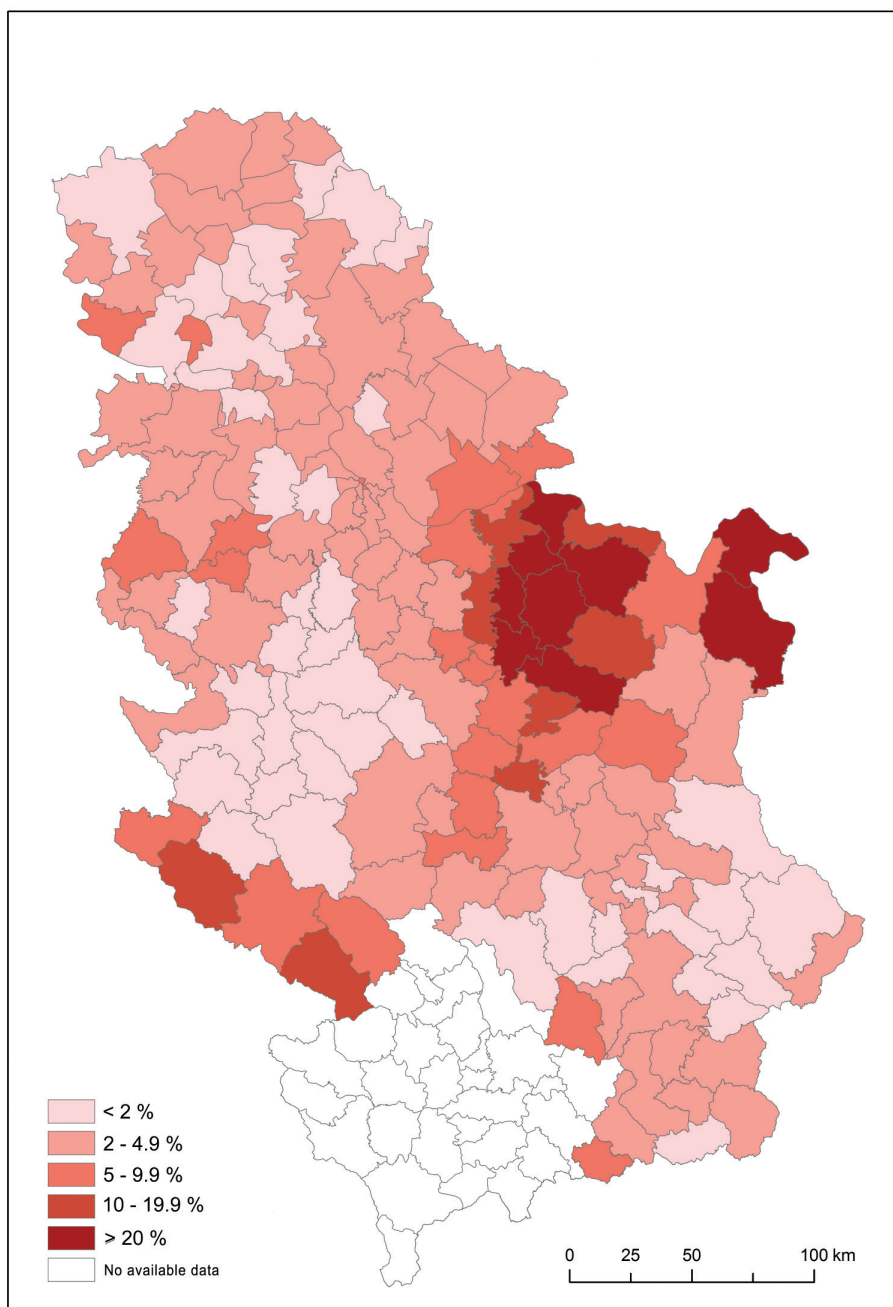 < 2 %
2 - 4.9 %
5 - 9.9 %
10 - 19.9 %
⩾ 20 %
No available data
0 25 50 100 km